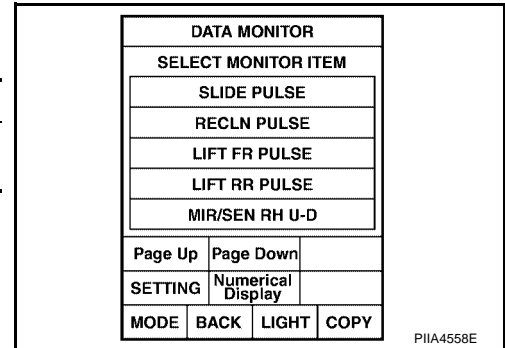 DATA MONITOR
SELECT MONITOR ITEM
SLIDE PULSE
RECLN PULSE
LIFT FR PULSE
LIFT RR PULSE
MIR/SEN RH U-D
Page Up Page Down
SETTING Numerical Display
MODE BACK LIGHT COPY
PIIA4558E